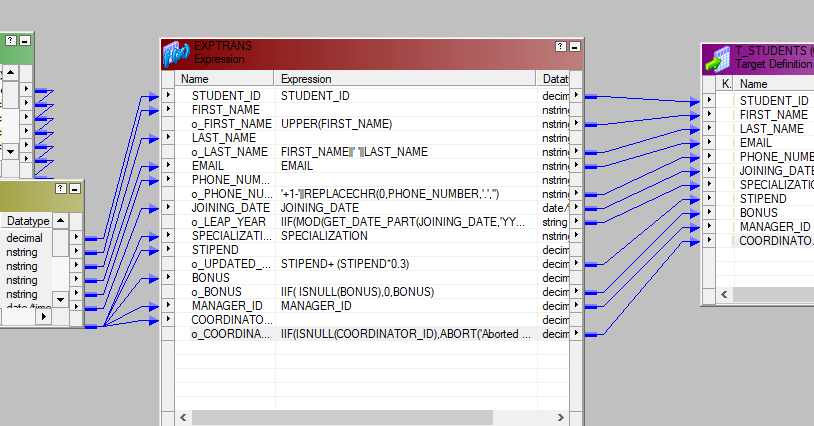 EXPTRANS
Expression
Name Expression Datat
STUDENT_ID STUDENT_ID decim
FIRST_NAME nstring
o_FIRST_NAME UPPER(FIRST_NAME) nstring
LAST_NAME nstring
o_LAST_NAME FIRST_NAME||' '||LAST_NAME nstring
EMAIL EMAIL nstring
PHONE_NUM... nstring
o_PHONE_NU... '+1-'||REPLACECHR(0,PHONE_NUMBER,'.','') nstring
JOINING_DATE JOINING_DATE date/
o_LEAP_YEAR IIF(MOD(GET_DATE_PART(JOINING_DATE,'YY... string
SPECIALIZATI... SPECIALIZATION nstring
STIPEND decim
o_UPDATED_... STIPEND+ (STIPEND*0.3) decim
BONUS decim
o_BONUS IIF( ISNULL(BONUS),0,BONUS) decim
MANAGER_ID MANAGER_ID decim
COORDINATO... decim
o_COORDINA... IIF(ISNULL(COORDINATOR_ID),ABORT('Aborted ... decim
Datatype
decimal
nstring
nstring
nstring
nstring
date/time
T_STUDENTS (
Target Definition
K. Name
STUDENT_ID
FIRST_NAME
LAST_NAME
EMAIL
PHONE_NUMB
JOINING_DATE
SPECIALIZATI
STIPEND
BONUS
MANAGER_ID
COORDINATO.